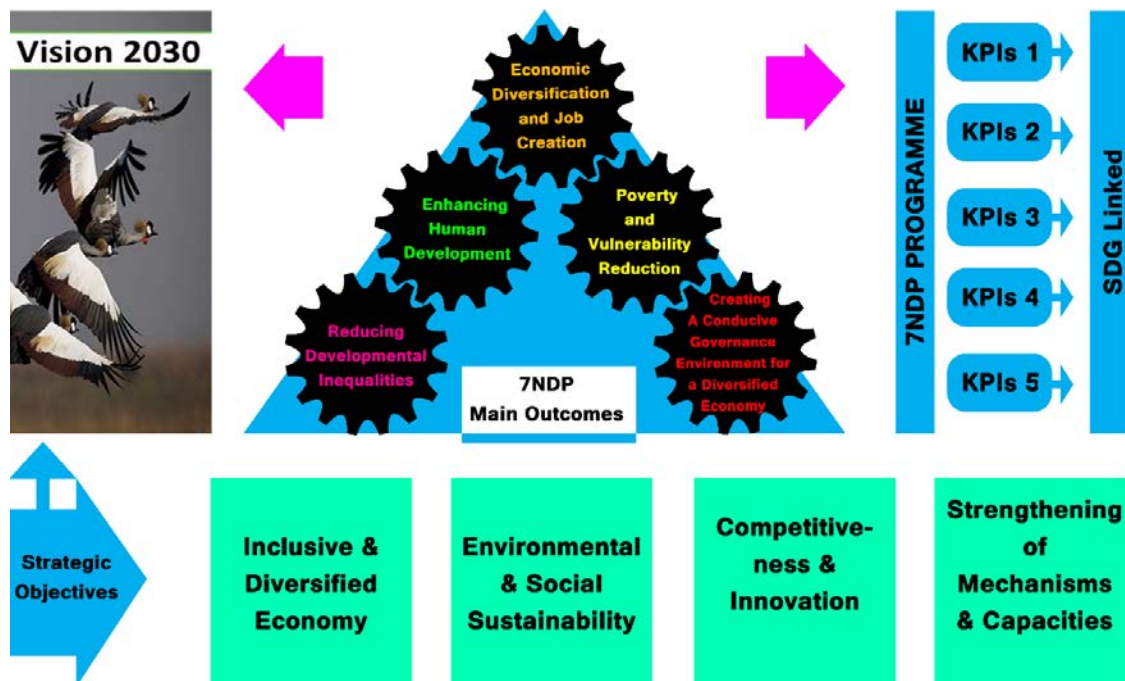 Vision 2030
Economic
Diversification
and Job
Creation
Enhancing
Human
Development
Poverty
and
Vulnerability
Reduction
Reducing
Developmental
Inequalities
Creating
A Conducive
Governance
Environment for
a Diversified
Economy
7NDP
Main Outcomes
7NDP PROGRAMME
KPIs 1
KPIs 2
KPIs 3
KPIs 4
KPIs 5
SDG Linked
Strategic
Objectives
Inclusive &
Diversified
Economy
Environmental
& Social
Sustainability
Competitive-
ness &
Innovation
Strengthening
of
Mechanisms
& Capacities